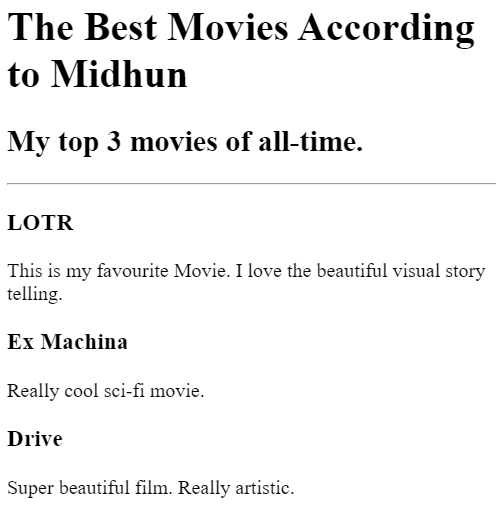 The Best Movies According
to Midhun
My top 3 movies of all-time.
LOTR
This is my favourite Movie. I love the beautiful visual story
telling.
Ex Machina
Really cool sci-fi movie.
Drive
Super beautiful film. Really artistic.